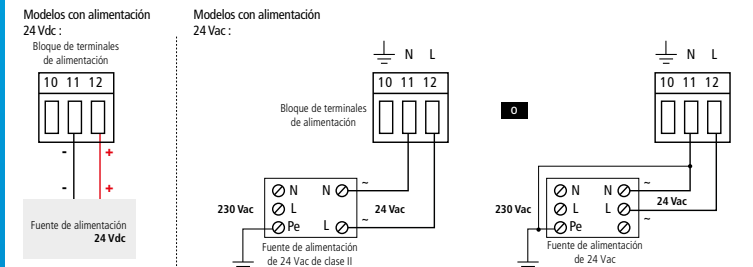 Modelos con alimentación
24 Vdc :
Bloque de terminales
de alimentación
10 11 12
- +
- +
Fuente de alimentación
24 Vdc
Modelos con alimentación
24 Vac :
N L
10 11 12
Bloque de terminales
de alimentación
N N ~
L
230 Vac
24 Vac
Pe L ~
Fuente de alimentación
de 24 Vac de clase II
o
N L
10 11 12
N N ~
230 Vac
L L
24 Vac
Pe ~
Fuente de alimentación
de 24 Vac